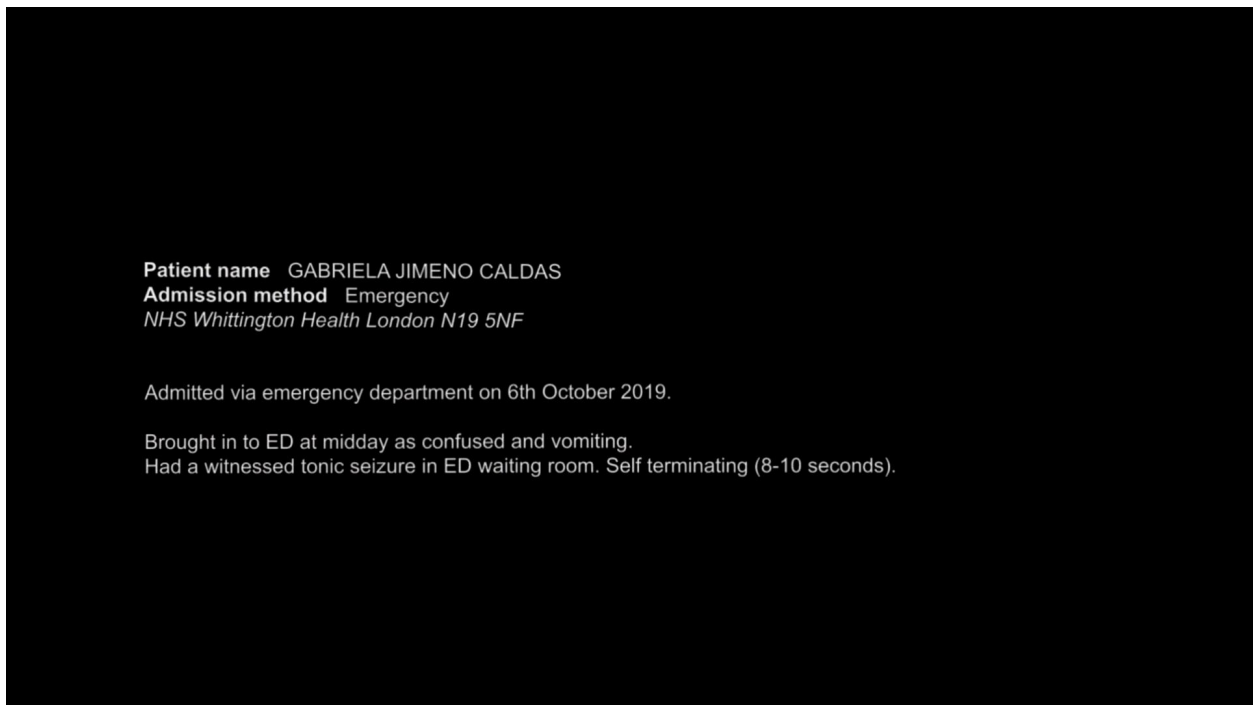 Patient name GABRIELA JIMENO CALDAS
Admission method Emergency
NHS Whittington Health London N19 5NF
Admitted via emergency department on 6th October 2019.
Brought in to ED at midday as confused and vomiting.
Had a witnessed tonic seizure in ED waiting room. Self terminating (8-10 seconds).